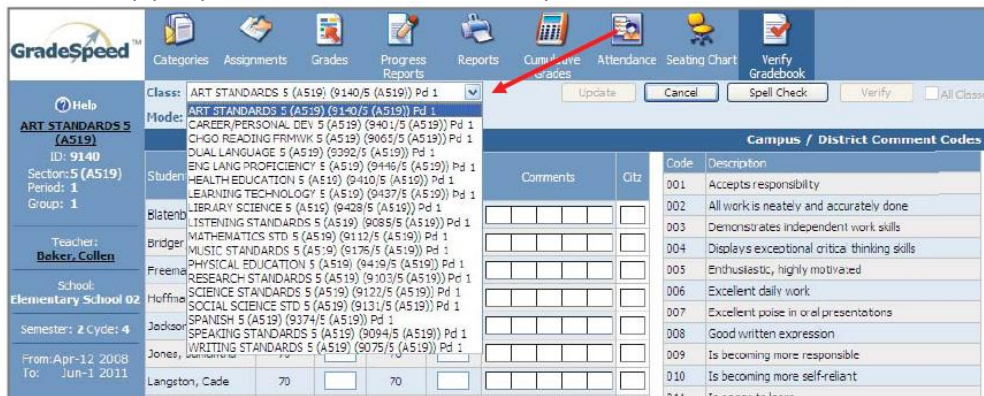 GradeSpeed™
Categories
Assignments
Grades
Progress Reports
Reports
Cumulative Grades
Attendance
Seating Chart
Verify Gradebook
Help
ART STANDARDS 5 (A519)
ID: 9140
Section: 5 (A519)
Period: 1
Group: 1
Teacher:
Baker, Collen
School:
Elementary School 02
Semester: 2 Cycle: 4
From: Apr-12 2008
To: Jun-1 2011
Class: ART STANDARDS 5 (A519) (9140/5 (A519)) Pd 1
Update
Cancel
Spell Check
Verify
All Classe
Mode:
ART STANDARDS 5 (A519) (9140/5 (A519)) Pd 1
CAREER/PERSONAL DEV (9401/5 (A519)) Pd 1
CHGO READING FRMWK 5 (A519) (9065/5 (A519)) Pd 1
DUAL LANGUAGE 5 (A519) (9392/5 (A519)) Pd 1
ENG LANG PROFICIENCY 5 (A519) (9446/5 (A519)) Pd 1
HEALTH EDUCATION 5 (A519) (9410/5 (A519)) Pd 1
LEARNING TECHNOLOGY 5 (A519) (9437/5 (A519)) Pd 1
LIBRARY SCIENCE 5 (A519) (9428/5 (A519)) Pd 1
LISTENING STANDARDS 5 (A519) (9085/5 (A519)) Pd 1
MATHEMATICS STD 5 (A519) (9112/5 (A519)) Pd 1
MUSIC STANDARDS 5 (A519) (9176/5 (A519)) Pd 1
PHYSICAL EDUCATION 5 (A519) (9419/5 (A519)) Pd 1
RESEARCH STANDARDS 5 (A519) (9103/5 (A519)) Pd 1
SCIENCE STANDARDS 5 (A519) (9122/5 (A519)) Pd 1
SOCIAL SCIENCE STD 5 (A519) (9131/5 (A519)) Pd 1
SPANISH 5 (A519) (9374/5 (A519)) Pd 1
SPEAKING STANDARDS 5 (A519) (9094/5 (A519)) Pd 1
WRITING STANDARDS 5 (A519) (9075/5 (A519)) Pd 1
Studen
Comments
Citz
Blatenb
Bridger
Freema
Hoffma
Jackson
Jones,
Langston, Cade 70 70
Campus / District Comment Codes
Code Description
001 Accepts responsibility
002 All work is neately and accurately done
003 Demonstrates independent work skills
004 Displays exceptional critical thinking skills
005 Enthusiastic, highly motivated
006 Excellent daily work
007 Excellent poise in oral presentations
008 Good written expression
009 Is becoming more responsible
010 Is becoming more self-reliant